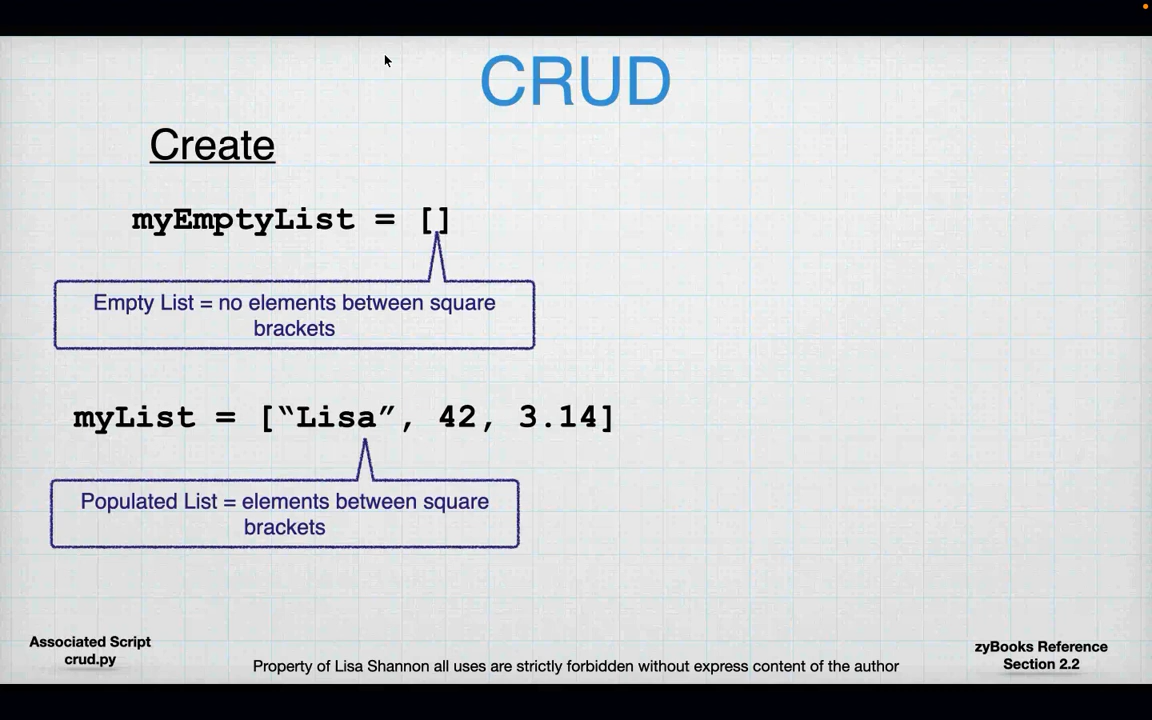 CRUD
Create
myEmptyList = []
Empty List = no elements between square
brackets
myList = [“Lisa”, 42, 3.14]
Populated List = elements between square
brackets
Associated Script
crud.py
Property of Lisa Shannon all uses are strictly forbidden without express content of the author
zyBooks Reference
Section 2.2